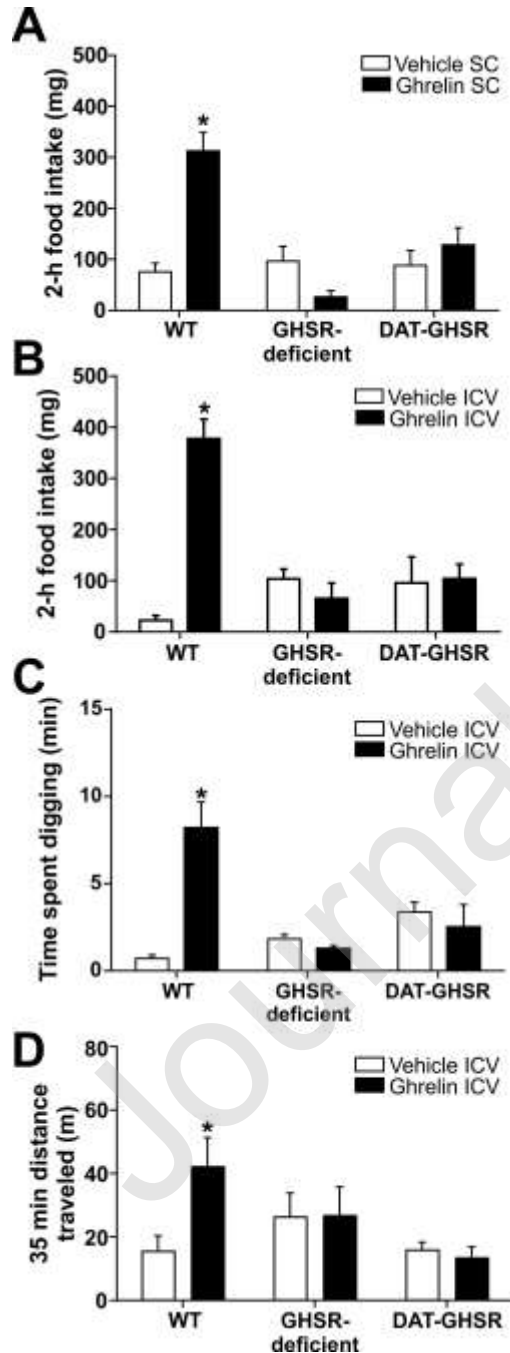 A
2-h food intake (mg)
500
400
300
200
100
0
Vehicle SC
Ghrelin SC
*
WT
GHSR-
deficient
DAT-GHSR
B
2-h food intake (mg)
500
400
300
200
100
0
Vehicle ICV
Ghrelin ICV
*
WT
GHSR-
deficient
DAT-GHSR
C
Time spent digging (min)
15
10
5
0
Vehicle ICV
Ghrelin ICV
*
WT
GHSR-
deficient
DAT-GHSR
D
35 min distance
traveled (m)
80
60
40
20
0
Vehicle ICV
Ghrelin ICV
*
WT
GHSR-
deficient
DAT-GHSR
Journal